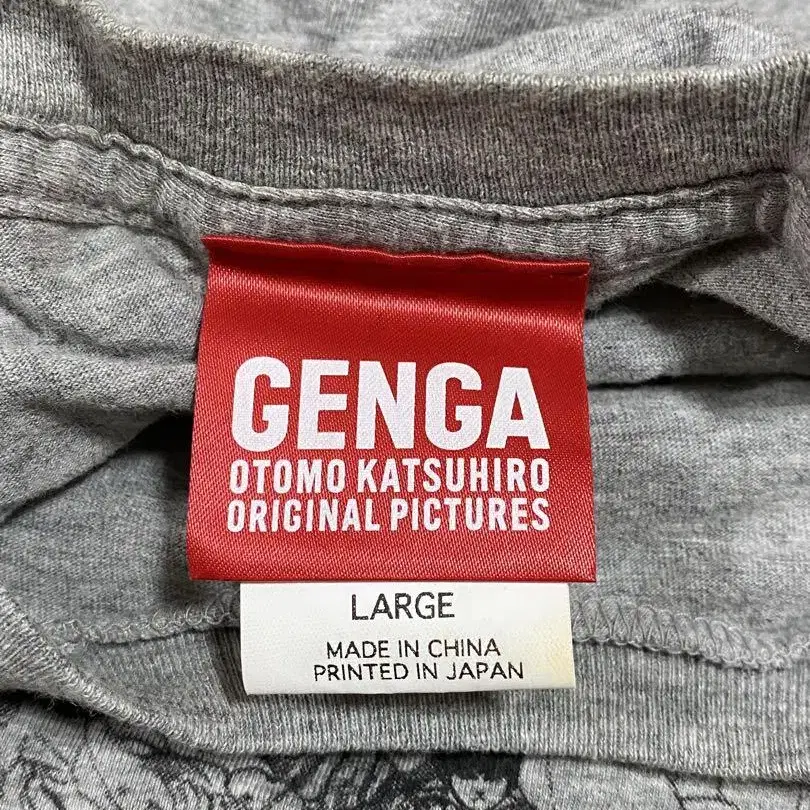 GENGA
OTOMO KATSUHIRO
ORIGINAL PICTURES
LARGE
MADE IN CHINA
PRINTED IN JAPAN